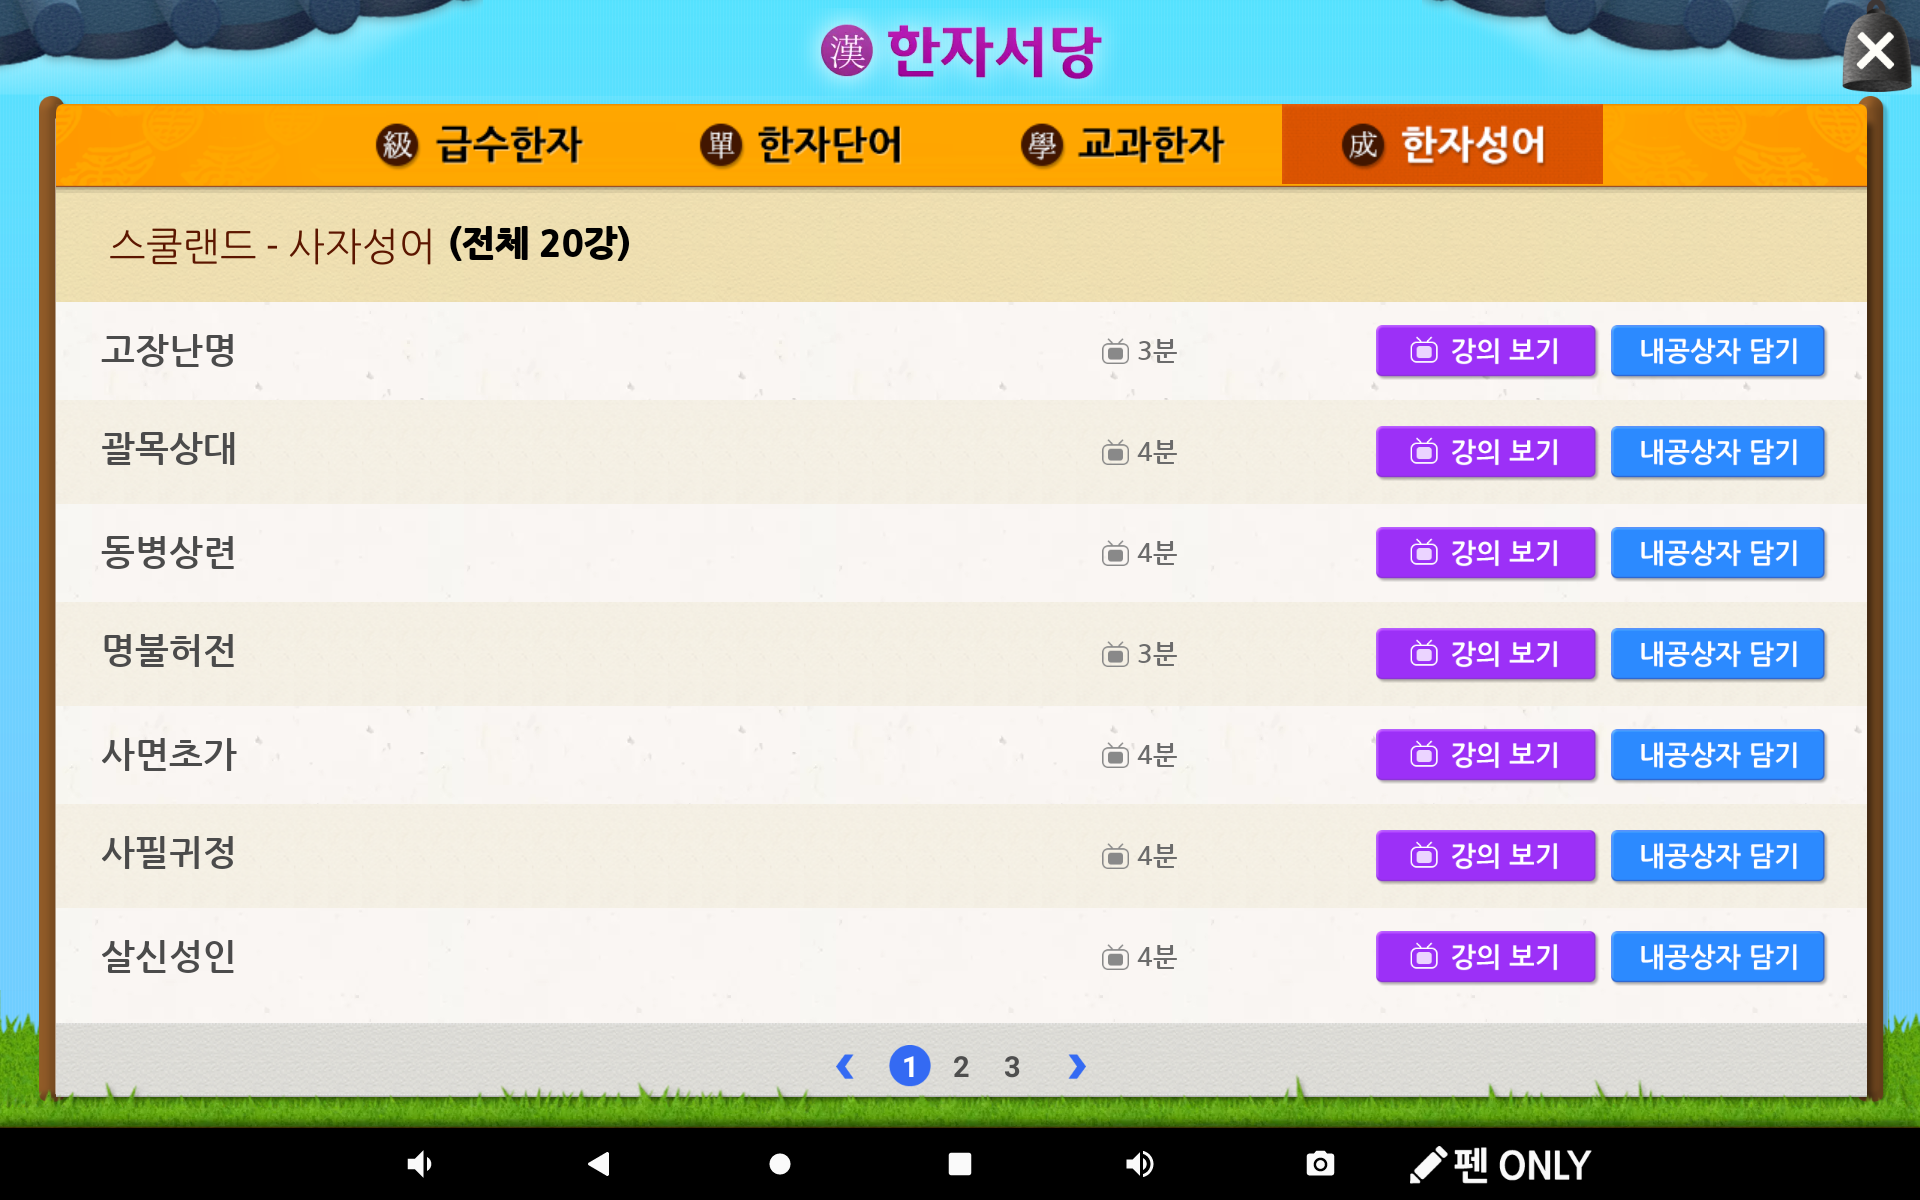 漢 한자서당
級 급수한자 單 한자단어 學 교과한자 成 한자성어
스쿨랜드 - 사자성어 (전체 20강)
고장난명 3분 강의 보기 내공상자 담기
괄목상대 4분 강의 보기 내공상자 담기
동병상련 4분 강의 보기 내공상자 담기
명불허전 3분 강의 보기 내공상자 담기
사면초가 4분 강의 보기 내공상자 담기
사필귀정 4분 강의 보기 내공상자 담기
살신성인 4분 강의 보기 내공상자 담기
1 2 3
펜 ONLY